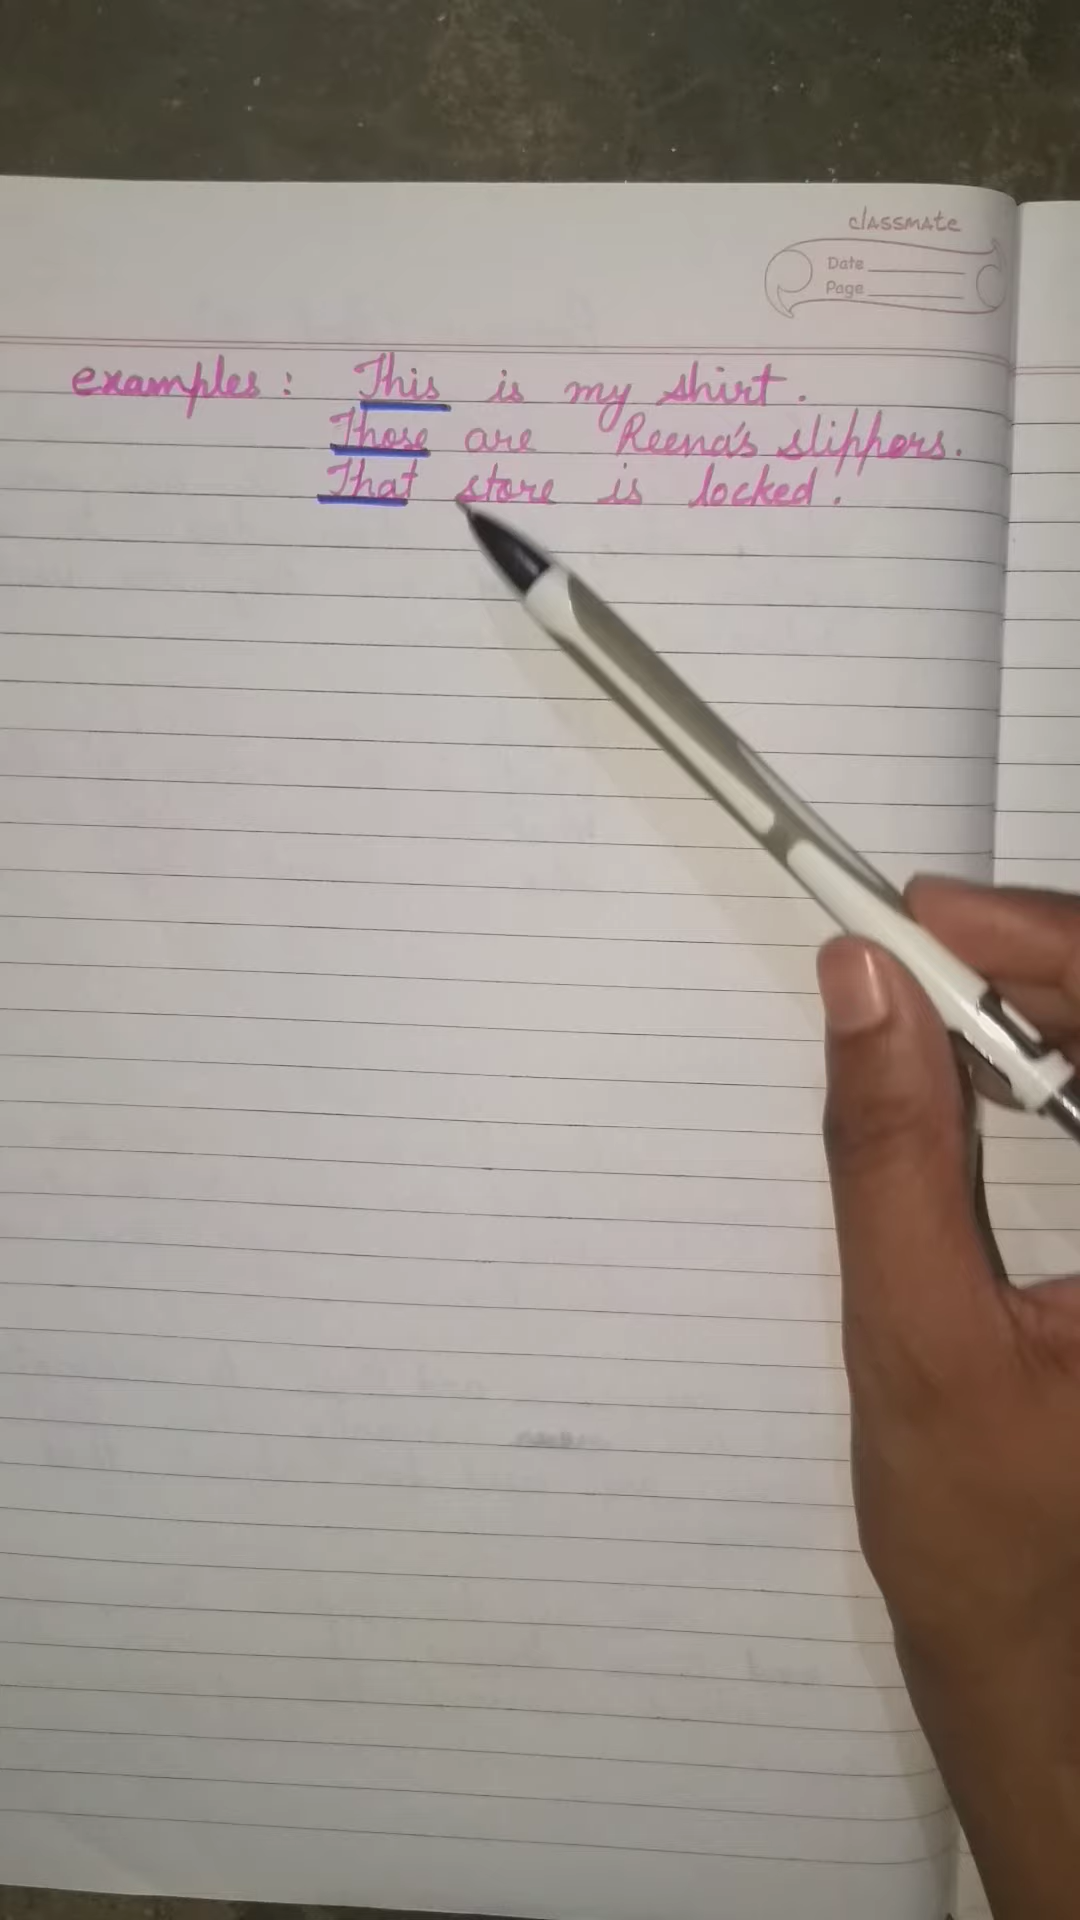 classmate
Date
Page
examples: This is my shirt.
Those are Reena's slippers.
That store is locked.